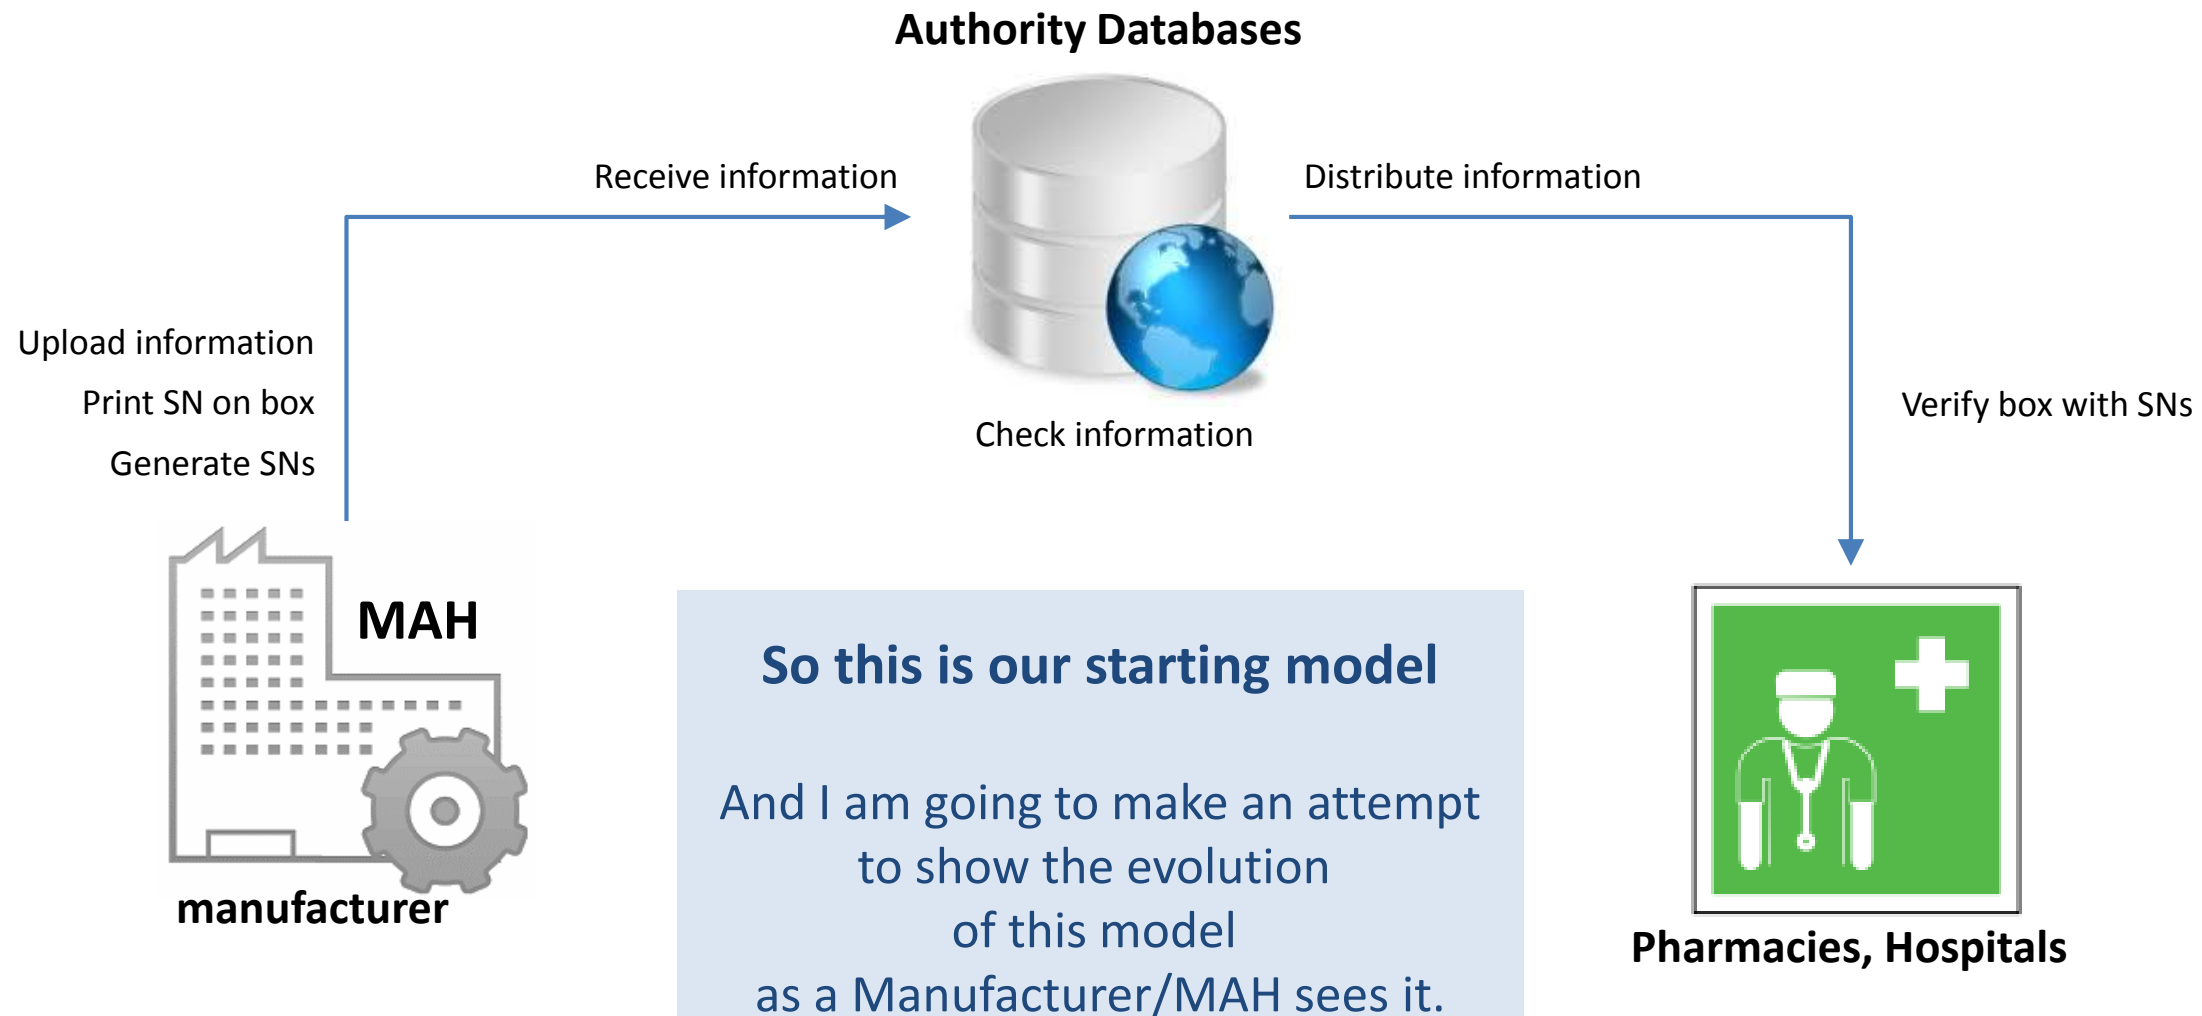 Authority Databases
Receive information
Distribute information
Upload information
Print SN on box
Generate SNs
Check information
Verify box with SNs
MAH
manufacturer
So this is our starting model
And I am going to make an attempt
to show the evolution
of this model
as a Manufacturer/MAH sees it.
Pharmacies, Hospitals